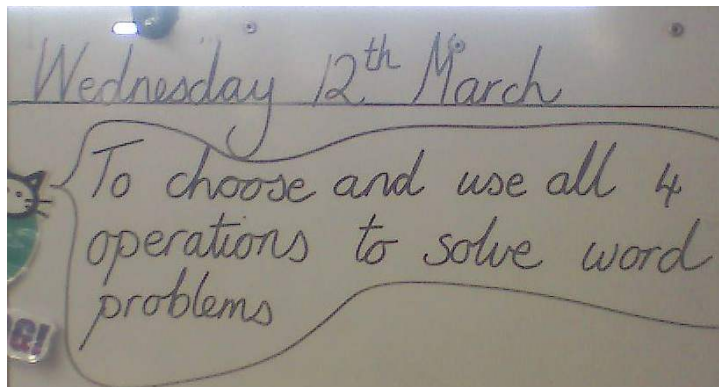 Wednesday 12th March
To choose and use all 4
operations to solve word
problems
G!